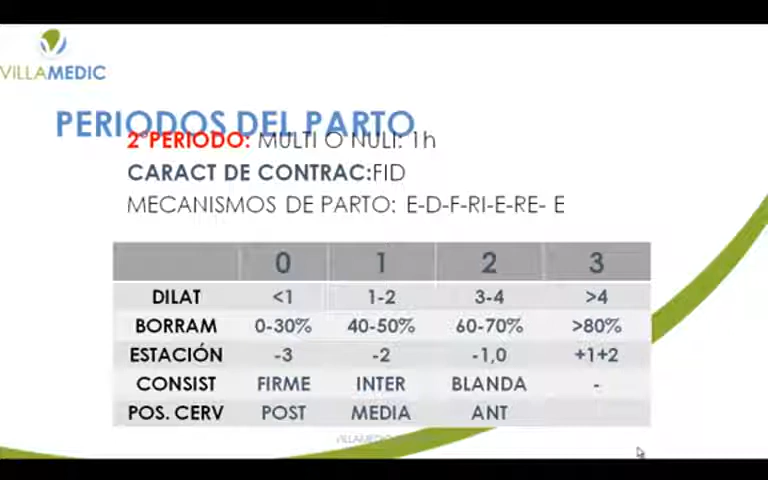 VILLAMEDIC
PERIODOS DEL PARTO
2°PERIODO: MULTI O NULI: 1h
CARACT DE CONTRAC:FID
MECANISMOS DE PARTO: E-D-F-RI-E-RE- E
0 1 2 3
DILAT <1 1-2 3-4 >4
BORRAM 0-30% 40-50% 60-70% >80%
ESTACIÓN -3 -2 -1,0 +1+2
CONSIST FIRME INTER BLANDA -
POS. CERV POST MEDIA ANT